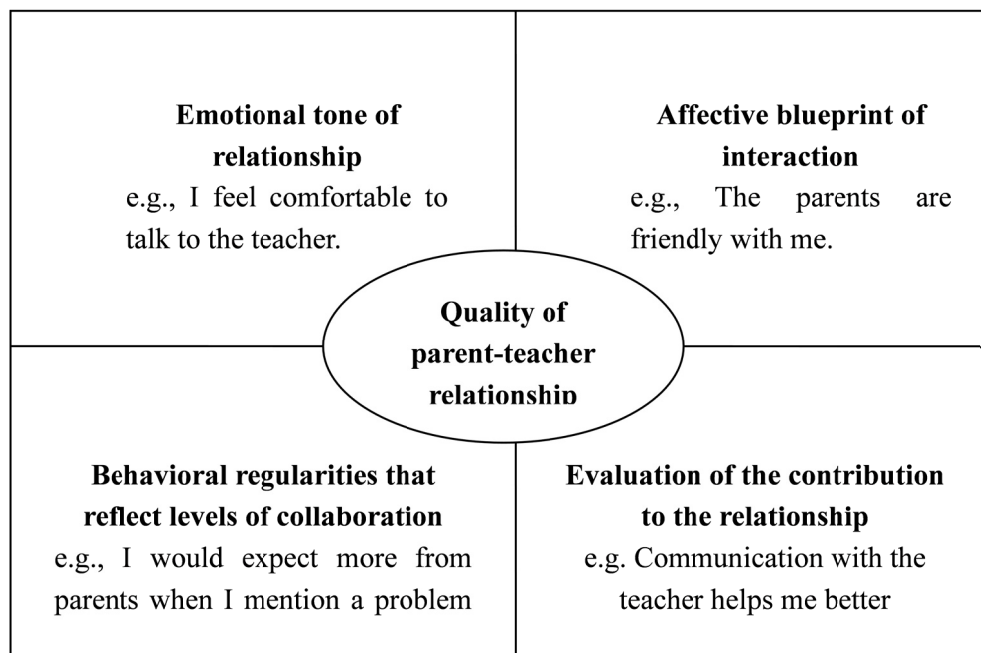 Emotional tone of
relationship
e.g., I feel comfortable to
talk to the teacher.
Affective blueprint of
interaction
e.g., The parents are
friendly with me.
Quality of
parent-teacher
relationship
Behavioral regularities that
reflect levels of collaboration
e.g., I would expect more from
parents when I mention a problem
Evaluation of the contribution
to the relationship
e.g. Communication with the
teacher helps me better